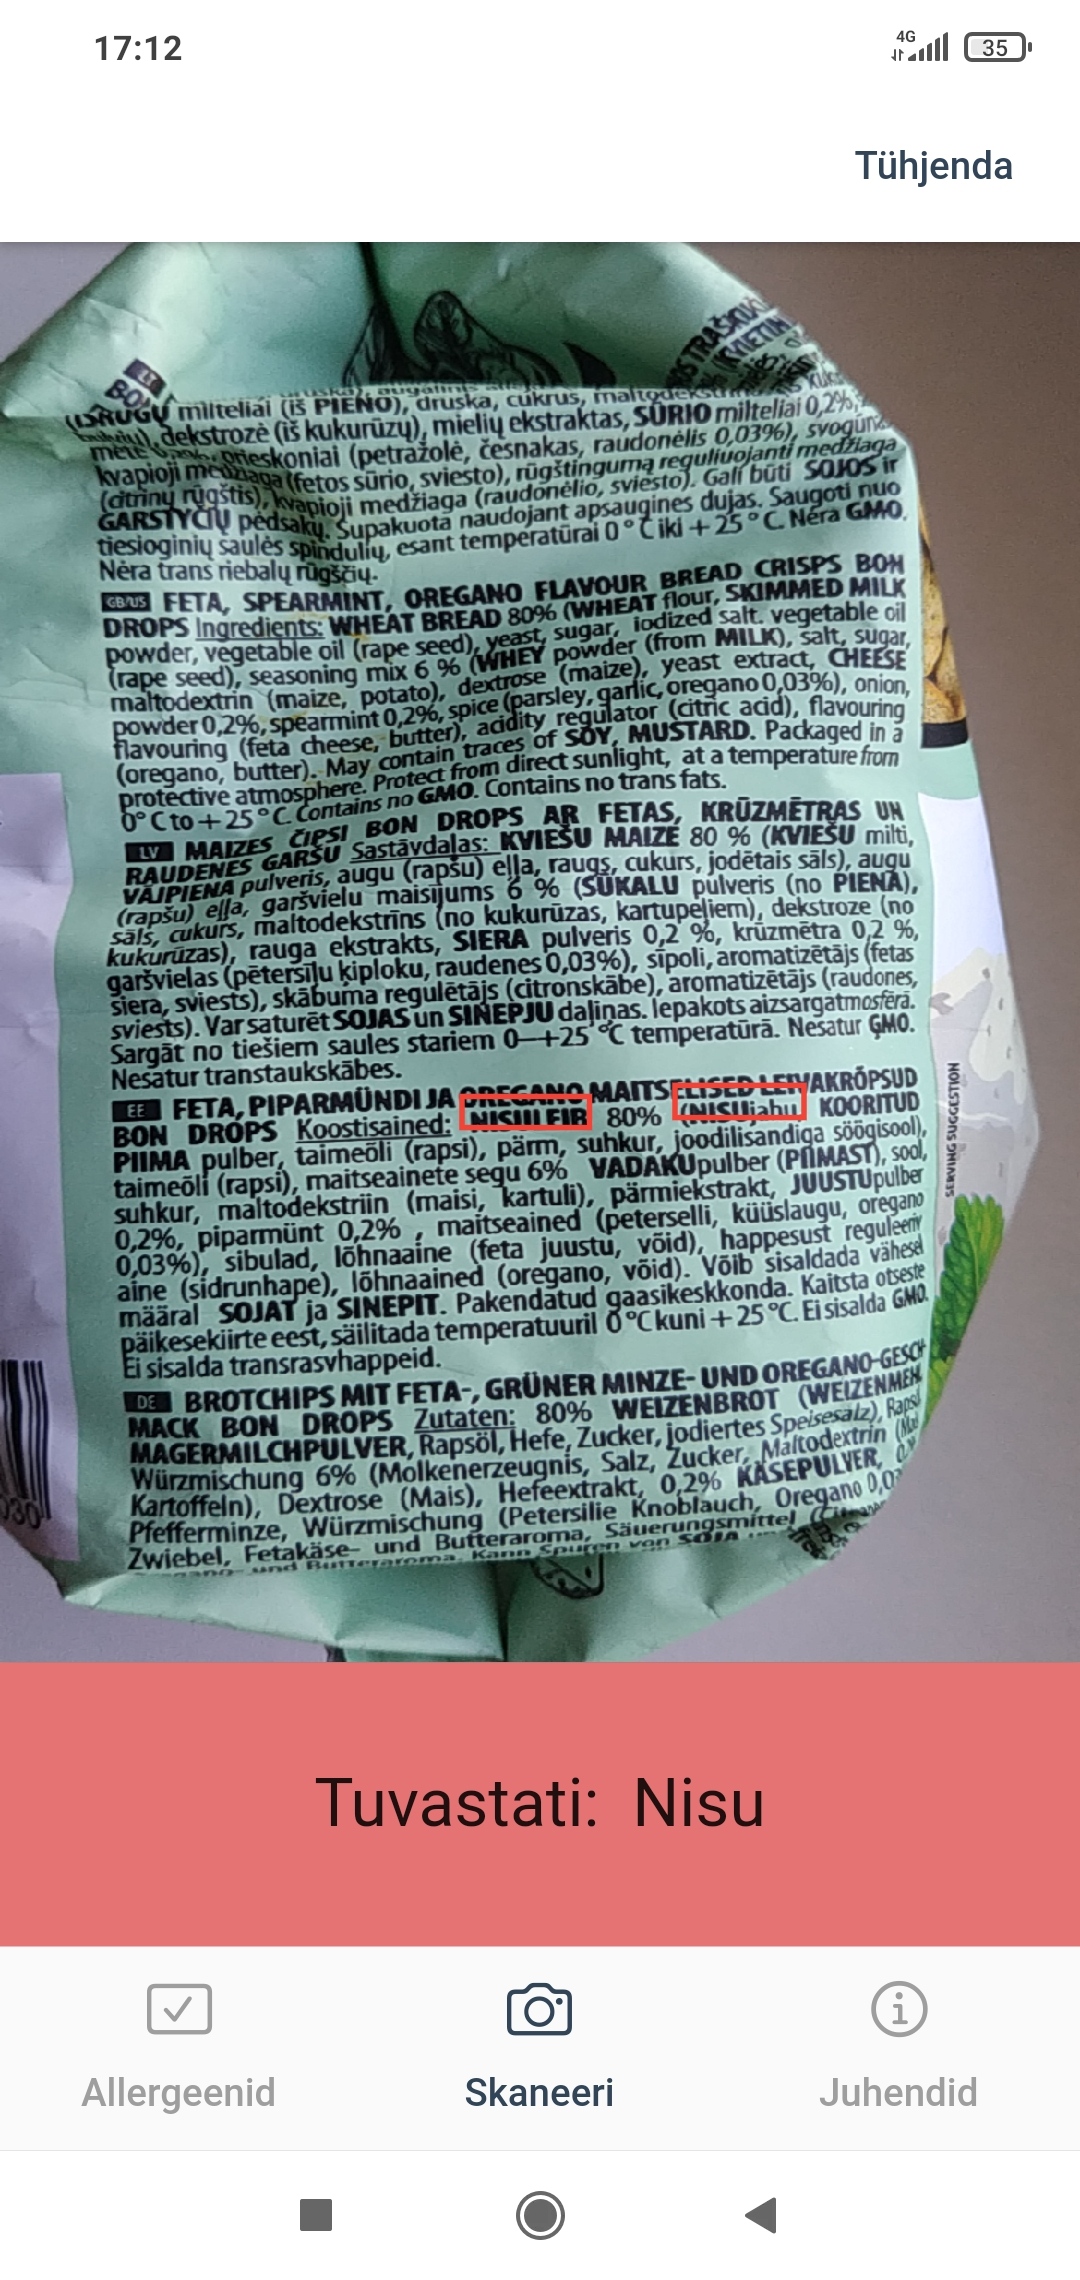 17:12
4G
35
Tühjenda
milteliai (iš PIENO), druska, cukrus,
dekstrozė (iš kukurūzų), mielių ekstraktas, SŪRIO milteliai 0,2%,
prieskoniai (petražolė, česnakas, raudonėlis 0,03%),
kvapioji medžiaga (fetos sūrio, sviesto), rūgštingumą reguliuojanti medžiaga
(citrinų rūgštis), kvapioji medžiaga (raudonėlio, sviesto). Gali būti SOJOS ir
GARSTYČIŲ pėdsakų. Supakuota naudojant apsaugines dujas. Saugoti nuo
tiesioginių saulės spindulių, esant temperatūrai 0°C iki +25°C. Nėra GMO.
Nėra trans riebalų rūgščių.
GB/US FETA, SPEARMINT, OREGANO FLAVOUR BREAD CRISPS BON
DROPS Ingredients: WHEAT BREAD 80% (WHEAT flour, SKIMMED MILK
powder, vegetable oil (rape seed), yeast, sugar, iodized salt. vegetable oil
(rape seed), seasoning mix 6 % (WHEY powder (from MILK), salt, sugar,
maltodextrin (maize, potato), dextrose (maize), yeast extract, CHEESE
powder 0,2%, spearmint 0,2%, spice (parsley, garlic, oregano 0,03%), onion,
flavouring (feta cheese, butter), acidity regulator (citric acid), flavouring
(oregano, butter). May contain traces of SOY, MUSTARD. Packaged in a
protective atmosphere. Protect from direct sunlight, at a temperature from
0°C to +25°C. Contains no GMO. Contains no trans fats.
LV MAIZES ČIPSI BON DROPS AR FETAS, KRŪZMĒTRAS UN
RAUDENES GARŠU Sastāvdaļas: KVIEŠU MAIZE 80 % (KVIEŠU milti,
VĀJPIENA pulveris, augu (rapšu) eļļa, raugs, cukurs, jodētais sāls), augu
(rapšu) eļļa, garšvielu maisījums 6 % (SŪKALU pulveris (no PIENA),
sāls, cukurs, maltodekstrīns (no kukurūzas, kartupeļiem), dekstroze (no
kukurūzas), rauga ekstrakts, SIERA pulveris 0,2 %, krūzmētra 0,2 %,
garšvielas (pētersīļu ķiploku, raudenes 0,03%), sīpoli, aromatizētājs (fetas
siera, sviests), skābuma regulētājs (citronskābe), aromatizētājs (raudones,
sviests). Var saturēt SOJAS un SINEPJU daļiņas. Iepakots aizsargatmosfērā.
Sargāt no tiešiem saules stariem 0—+25 °C temperatūrā. Nesatur ĢMO.
Nesatur transtaukskābes.
EE FETA, PIPARMÜNDI JA OREGANO MAITSELISED LEIVAKRÕPSUD
BON DROPS Koostisained: NISULEIB 80% (NISUjahu, KOORITUD
PIIMA pulber, taimeõli (rapsi), pärm, suhkur, joodilisandiga söögisool),
taimeõli (rapsi), maitseainete segu 6% VADAKUpulber (PIIMAST), sool,
suhkur, maltodekstriin (maisi, kartuli), pärmiekstrakt, JUUSTUpulber
0,2%, piparmünt 0,2% , maitseained (peterselli, küüslaugu, oregano
0,03%), sibulad, lõhnaaine (feta juustu, võid), happesust reguleeriv
aine (sidrunhape), lõhnaained (oregano, võid). Võib sisaldada vähesel
määral SOJAT ja SINEPIT. Pakendatud gaasikeskkonda. Kaitsta otseste
päikesekiirte eest, säilitada temperatuuril 0 °C kuni + 25 °C. Ei sisalda GMO.
Ei sisalda transrasvhappeid.
DE BROTCHIPS MIT FETA-, GRÜNER MINZE- UND OREGANO-GESCH-
MACK BON DROPS Zutaten: 80% WEIZENBROT (WEIZENMEHL
MAGERMILCHPULVER, Rapsöl, Hefe, Zucker, jodiertes Speisesalz), Rapsöl
Würzmischung 6% (Molkenerzeugnis, Salz, Zucker, Maltodextrin (Mai
Kartoffeln), Dextrose (Mais), Hefeextrakt, 0,2% KÄSEPULVER,
Pfefferminze, Würzmischung (Petersilie Knoblauch, Oregano
Zwiebel, Fetakäse- und Butteraroma, Säuerungsmittel
und Butteraroma. Kann Spuren von SOJA
SERVING SUGGESTION
Tuvastati: Nisu
Allergeenid
Skaneeri
Juhendid